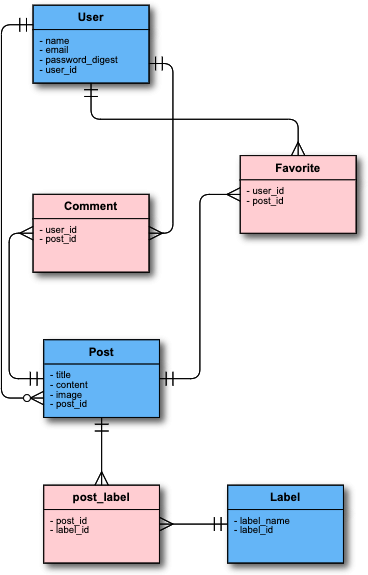 User
- name
- email
- password_digest
- user_id
Favorite
- user_id
- post_id
Comment
- user_id
- post_id
Post
- title
- content
- image
- post_id
post_label
- post_id
- label_id
Label
- label_name
- label_id